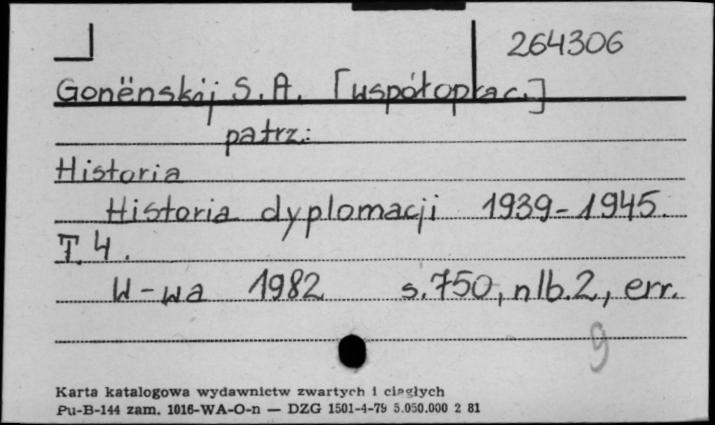 264306
Gonënskij S. A. [współoprac.]
patrz:
Historia
Historia dyplomacji 1939-1945.
T. 4.
W-wa 1982 s. 750, nlb. 2, err.
9
Karta katalogowa wydawnictw zwartych i ciągłych
Pu-B-144 zam. 1016-WA-O-n — DZG 1501-4-79 5.050.000 2 81